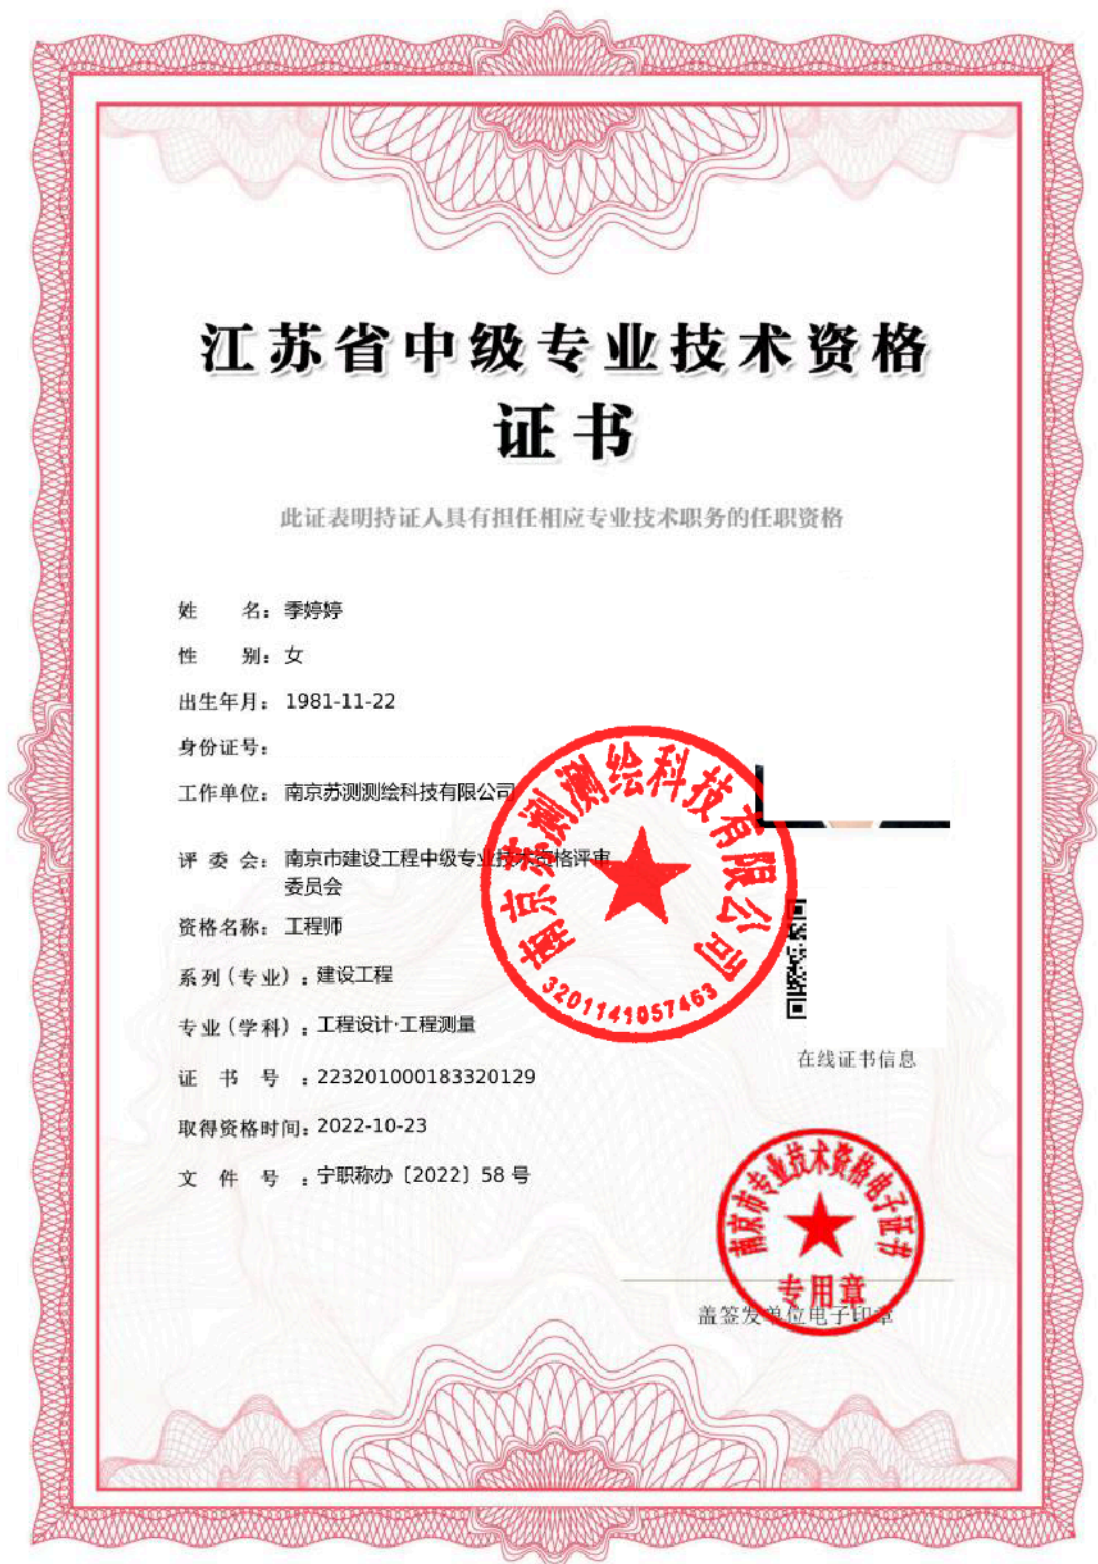 江苏省中级专业技术资格
证书
此证表明持证人具有担任相应专业技术职务的任职资格
姓 名：季婷婷
性 别：女
出生年月：1981-11-22
身份证号：
工作单位：南京苏测测绘科技有限公司
评 委 会：南京市建设工程中级专业技术资格评审
委员会
资格名称：工程师
系列（专业）：建设工程
专业（学科）：工程设计·工程测量
证 书 号：223201000183320129
取得资格时间：2022-10-23
文 件 号：宁职称办〔2022〕58 号
南京苏测测绘科技有限公司
3201141057463
在线证书信息
南京市专业技术资格电子证书
专用章
盖签发单位电子印章